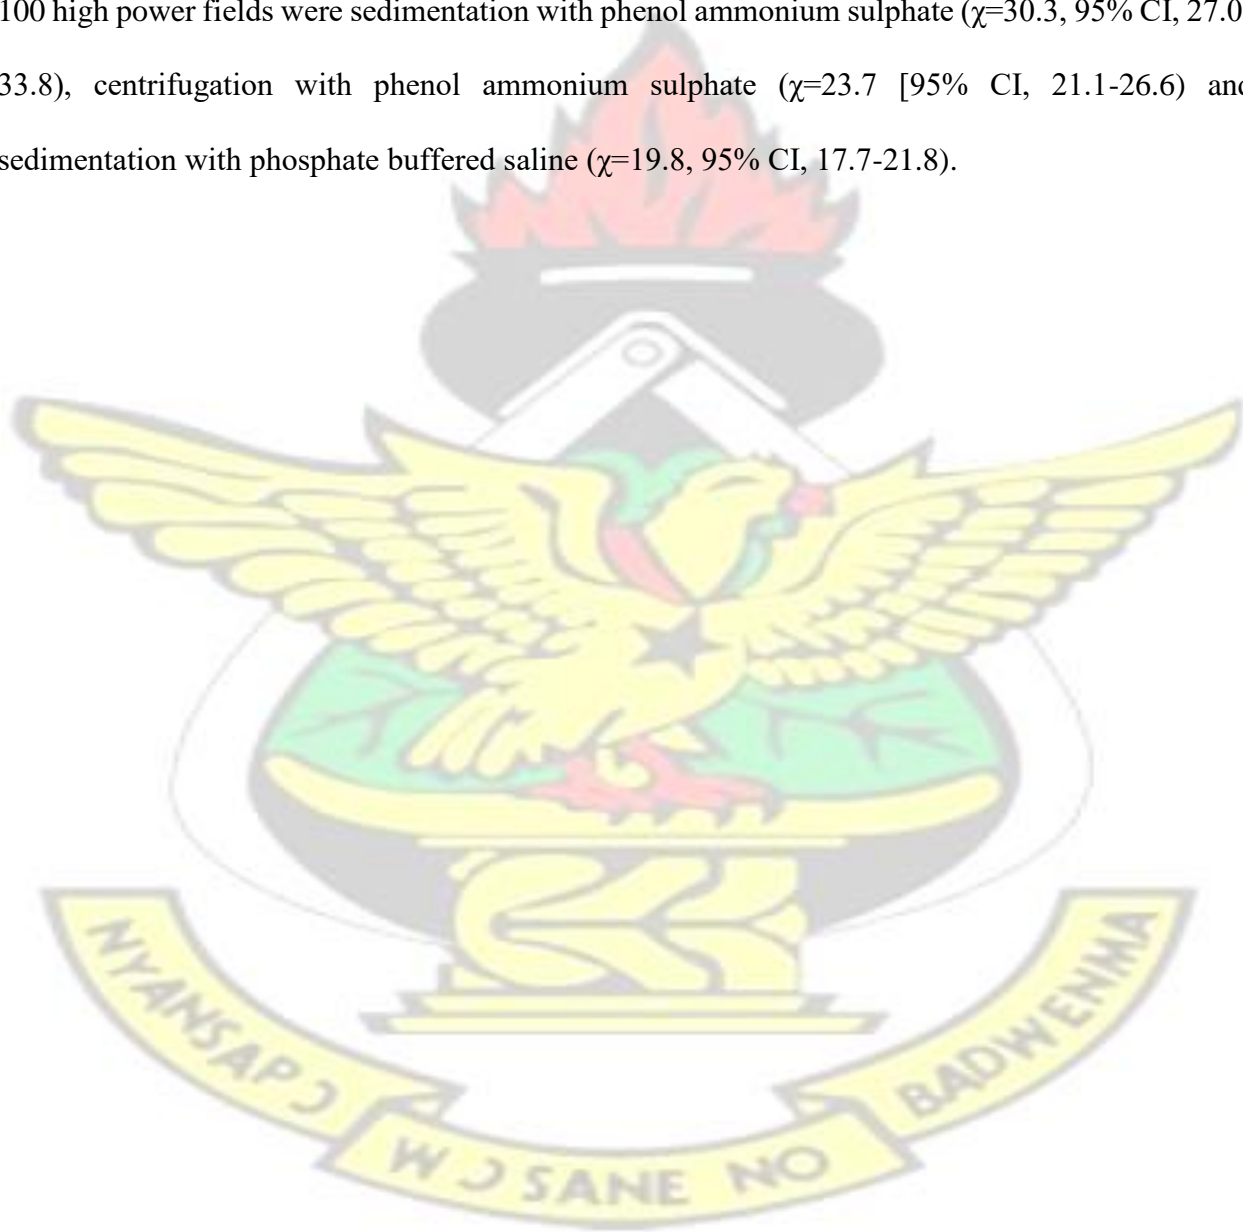 100 high power fields were sedimentation with phenol ammonium sulphate (χ=30.3, 95% CI, 27.0
33.8), centrifugation with phenol ammonium sulphate (χ=23.7 [95% CI, 21.1-26.6) and
sedimentation with phosphate buffered saline (χ=19.8, 95% CI, 17.7-21.8).
NYANSAPƆ
WƆSANE NO
BADWENMA